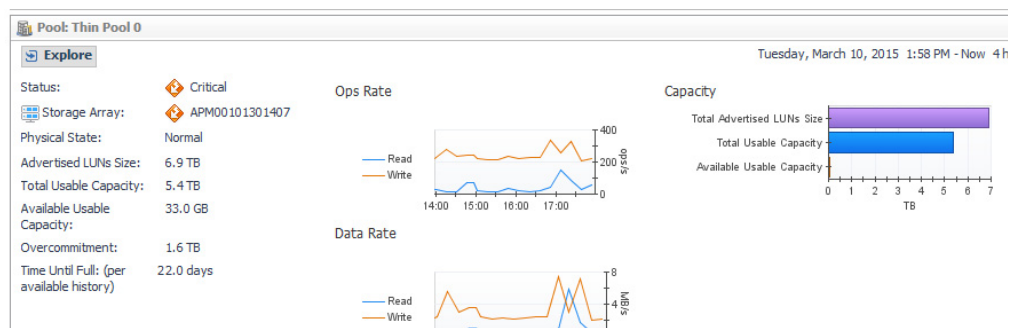 Pool: Thin Pool 0
Explore
Tuesday, March 10, 2015 1:58 PM - Now 4 h
Status: Critical
Storage Array: APM00101301407
Physical State: Normal
Advertised LUNs Size: 6.9 TB
Total Usable Capacity: 5.4 TB
Available Usable 33.0 GB
Capacity:
Overcommitment: 1.6 TB
Time Until Full: (per 22.0 days
available history)
Ops Rate
Read
Write
400
200
0
ops/s
14:00 15:00 16:00 17:00
Data Rate
Read
Write
8
4
MB/s
Capacity
Total Advertised LUNs Size
Total Usable Capacity
Available Usable Capacity
0 1 2 3 4 5 6 7
TB